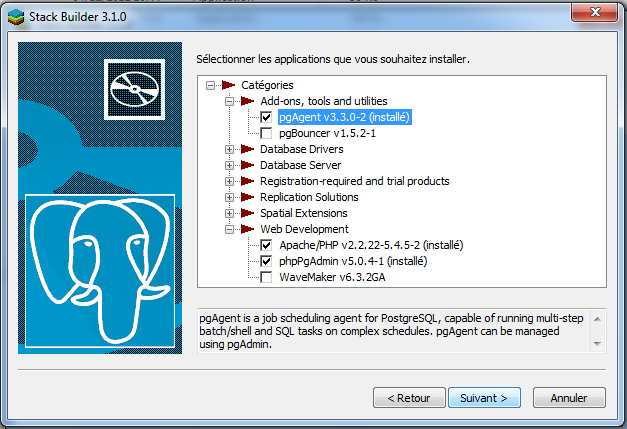 Stack Builder 3.1.0
Sélectionner les applications que vous souhaitez installer.
Catégories
Add-ons, tools and utilities
pgAgent v3.3.0-2 (installé)
pgBouncer v1.5.2-1
Database Drivers
Database Server
Registration-required and trial products
Replication Solutions
Spatial Extensions
Web Development
Apache/PHP v2.2.22-5.4.5-2 (installé)
phpPgAdmin v5.0.4-1 (installé)
WaveMaker v6.3.2GA
pgAgent is a job scheduling agent for PostgreSQL, capable of running multi-step
batch/shell and SQL tasks on complex schedules. pgAgent can be managed
using pgAdmin.
< Retour Suivant > Annuler